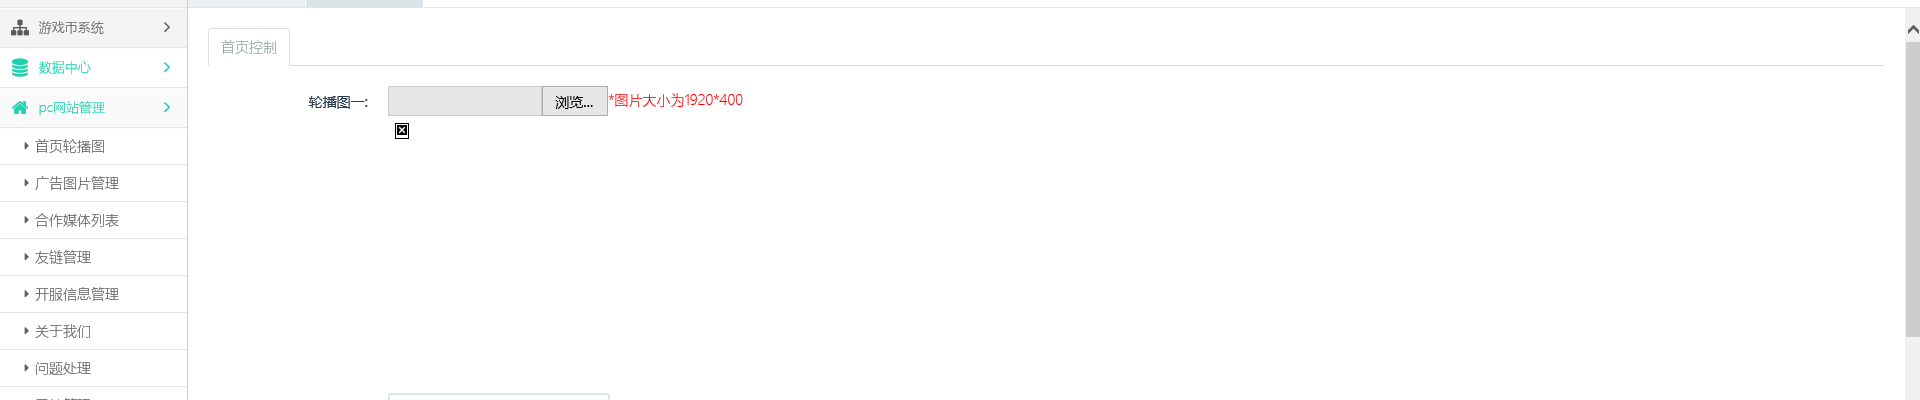 游戏币系统
数据中心
pc网站管理
首页轮播图
广告图片管理
合作媒体列表
友链管理
开服信息管理
关于我们
问题处理
首页控制
轮播图一:
浏览...
*图片大小为1920*400